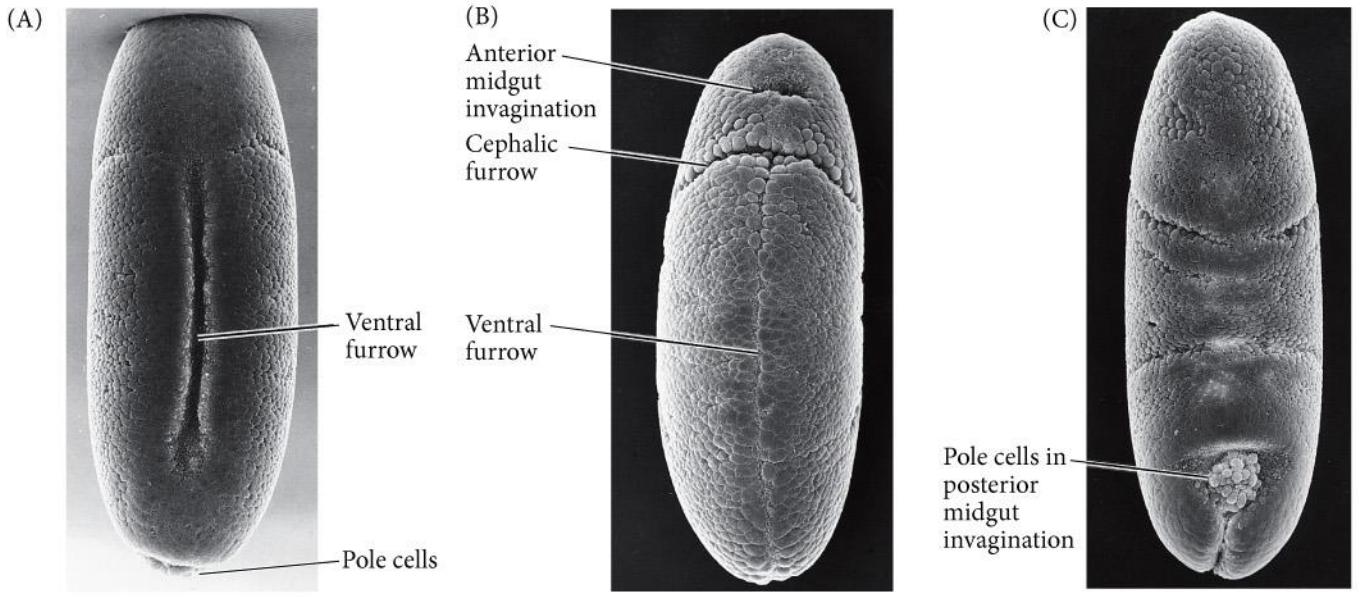 (A)
Ventral
furrow
Pole cells
(B)
Anterior
midgut
invagination
Cephalic
furrow
Ventral
furrow
(C)
Pole cells in
posterior
midgut
invagination